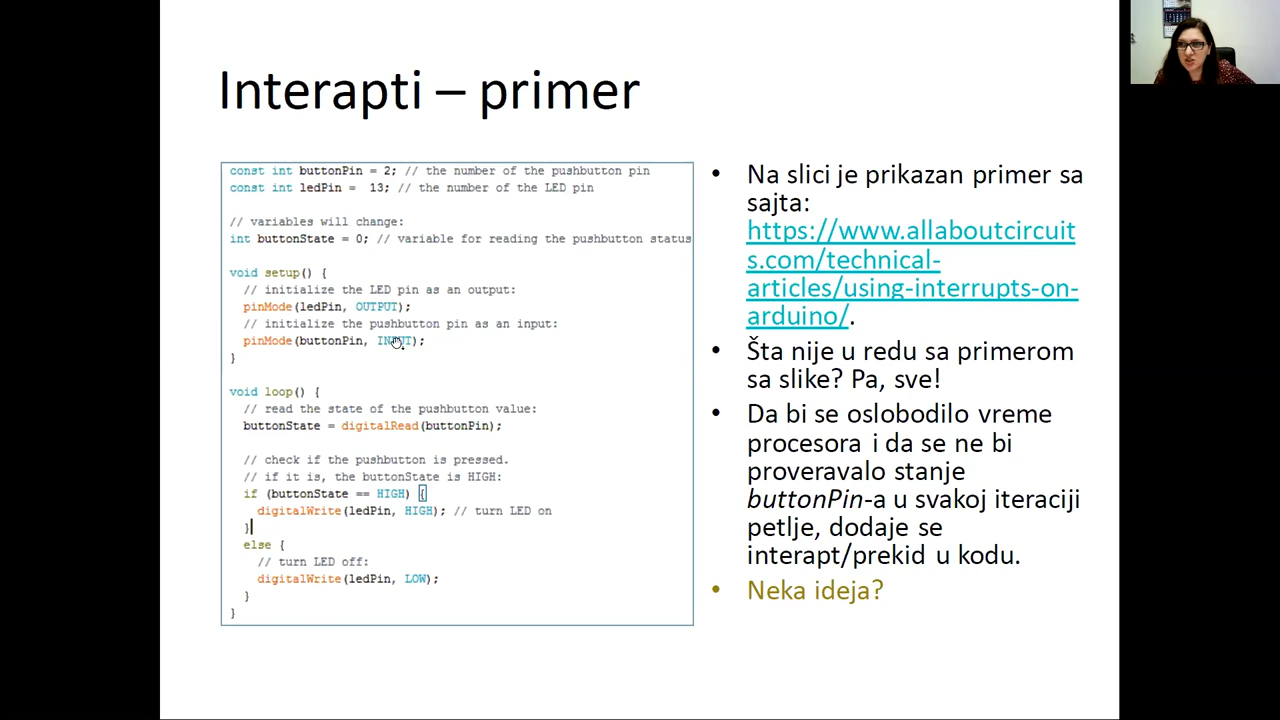 Interapti – primer
const int buttonPin = 2; // the number of the pushbutton pin
const int ledPin =  13; // the number of the LED pin
// variables will change:
int buttonState = 0; // variable for reading the pushbutton status
void setup() {
// initialize the LED pin as an output:
pinMode(ledPin, OUTPUT);
// initialize the pushbutton pin as an input:
pinMode(buttonPin, INPUT);
}
void loop() {
// read the state of the pushbutton value:
buttonState = digitalRead(buttonPin);
// check if the pushbutton is pressed.
// if it is, the buttonState is HIGH:
if (buttonState == HIGH) {
digitalWrite(ledPin, HIGH); // turn LED on
}
else {
// turn LED off:
digitalWrite(ledPin, LOW);
}
}
• Na slici je prikazan primer sa
sajta:
https://www.allaboutcircuit
s.com/technical-
articles/using-interrupts-on-
arduino/.
• Šta nije u redu sa primerom
sa slike? Pa, sve!
• Da bi se oslobodilo vreme
procesora i da se ne bi
proveravalo stanje
buttonPin-a u svakoj iteraciji
petlje, dodaje se
interapt/prekid u kodu.
• Neka ideja?